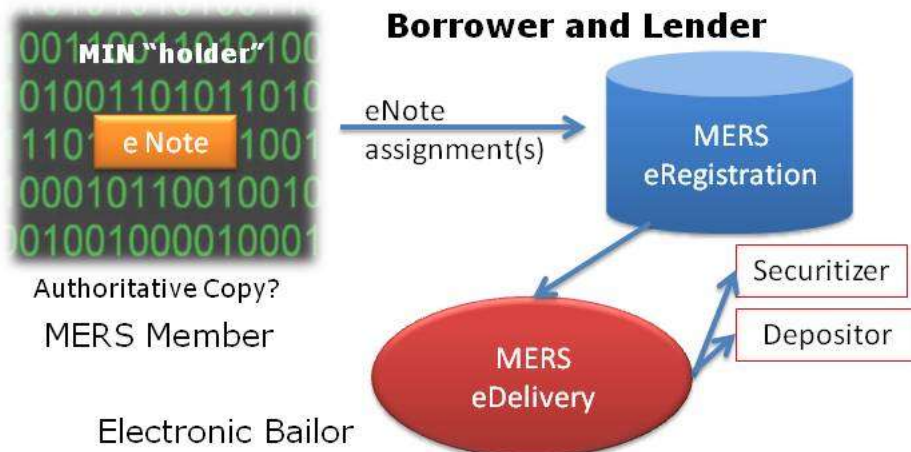 Borrower and Lender
MIN “holder”
e Note
eNote
assignment(s)
MERS
eRegistration
Authoritative Copy?
MERS Member
Securitizer
Depositor
MERS
eDelivery
Electronic Bailor